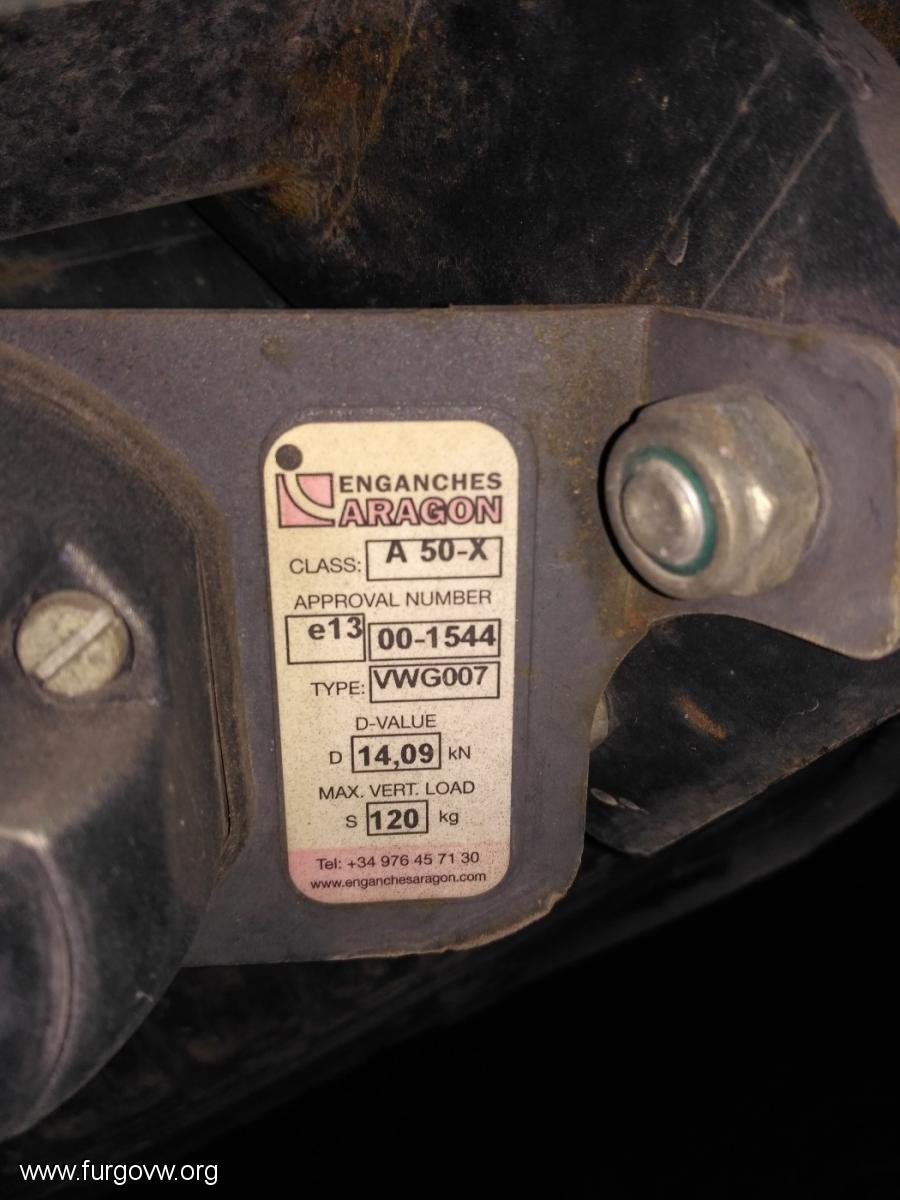 ENGANCHES
ARAGON
CLASS: A 50-X
APPROVAL NUMBER
e13 00-1544
TYPE: VWG007
D-VALUE
D 14,09 kN
MAX. VERT. LOAD
S 120 kg
Tel: +34 976 45 71 30
www.enganchesaragon.com
www.furgovw.org